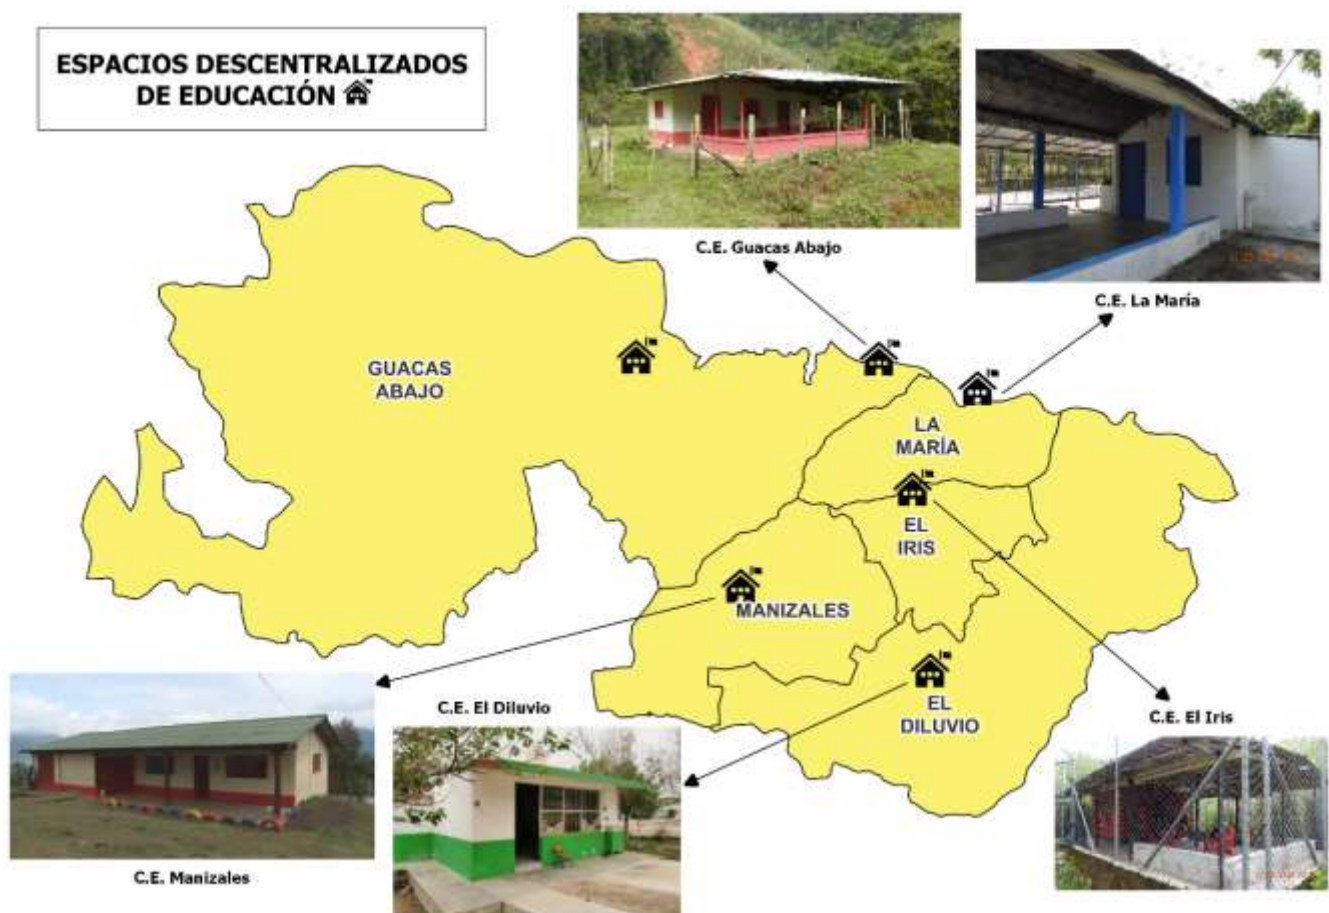 ESPACIOS DESCENTRALIZADOS
DE EDUCACIÓN
C.E. Guacas Abajo
C.E. La María
GUACAS
ABAJO
LA
MARÍA
EL
IRIS
MANIZALES
EL
DILUVIO
C.E. El Diluvio
C.E. El Iris
C.E. Manizales